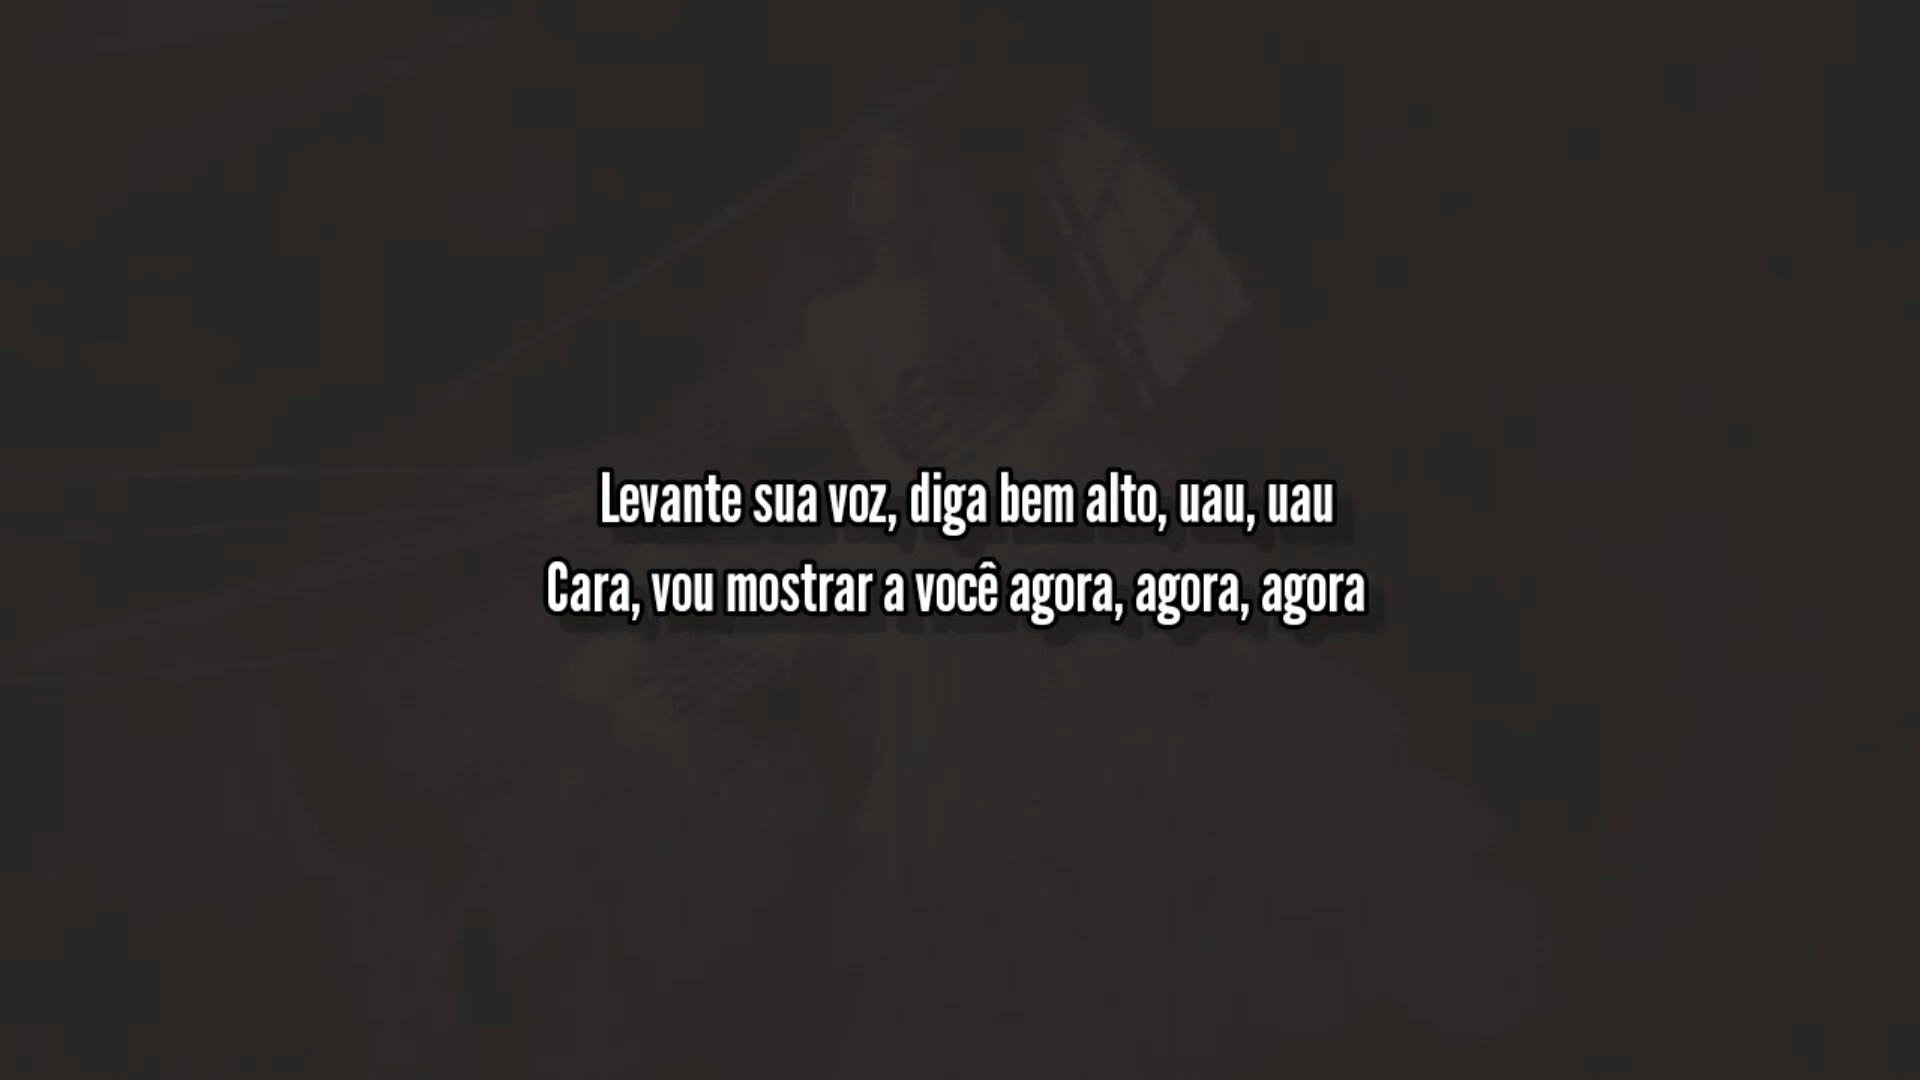 Levante sua voz, diga bem alto, uau, uau
Cara, vou mostrar a você agora, agora, agora